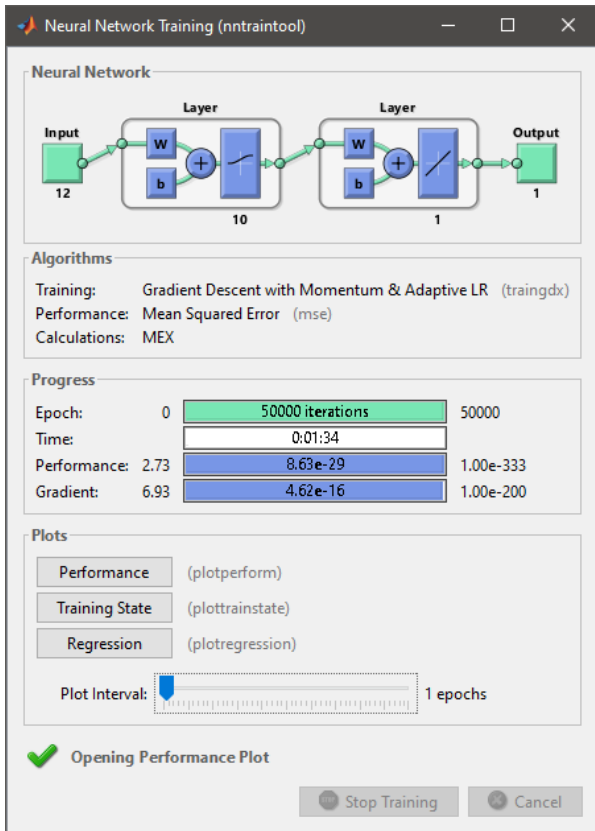 Neural Network Training (nntraintool)
Neural Network
Layer Layer
Input Output
W W
b b
12 1
10 1
Algorithms
Training: Gradient Descent with Momentum & Adaptive LR (traingdx)
Performance: Mean Squared Error (mse)
Calculations: MEX
Progress
Epoch: 0 50000 iterations 50000
Time: 0:01:34
Performance: 2.73 8.63e-29 1.00e-333
Gradient: 6.93 4.62e-16 1.00e-200
Plots
Performance (plotperform)
Training State (plottrainstate)
Regression (plotregression)
Plot Interval: 1 epochs
Opening Performance Plot
Stop Training Cancel